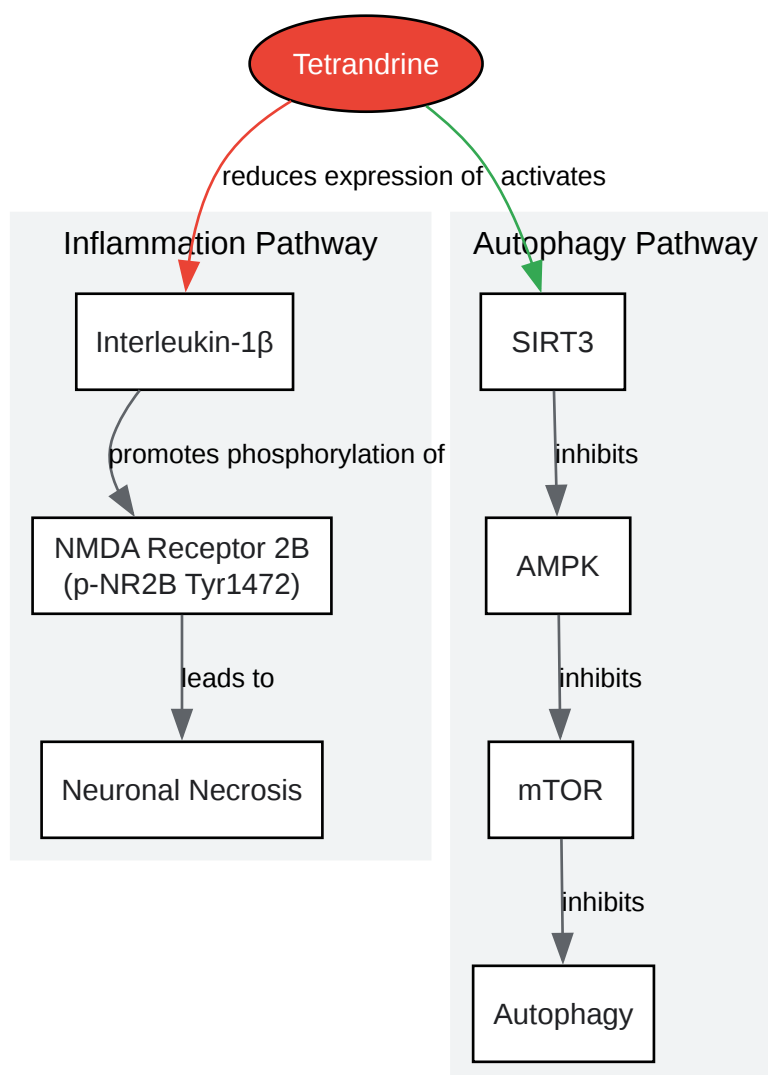 Tetrandrine
reduces expression of
activates
Inflammation Pathway
Autophagy Pathway
Interleukin-1β
SIRT3
promotes phosphorylation of
inhibits
NMDA Receptor 2B
(p-NR2B Tyr1472)
AMPK
leads to
inhibits
Neuronal Necrosis
mTOR
inhibits
Autophagy